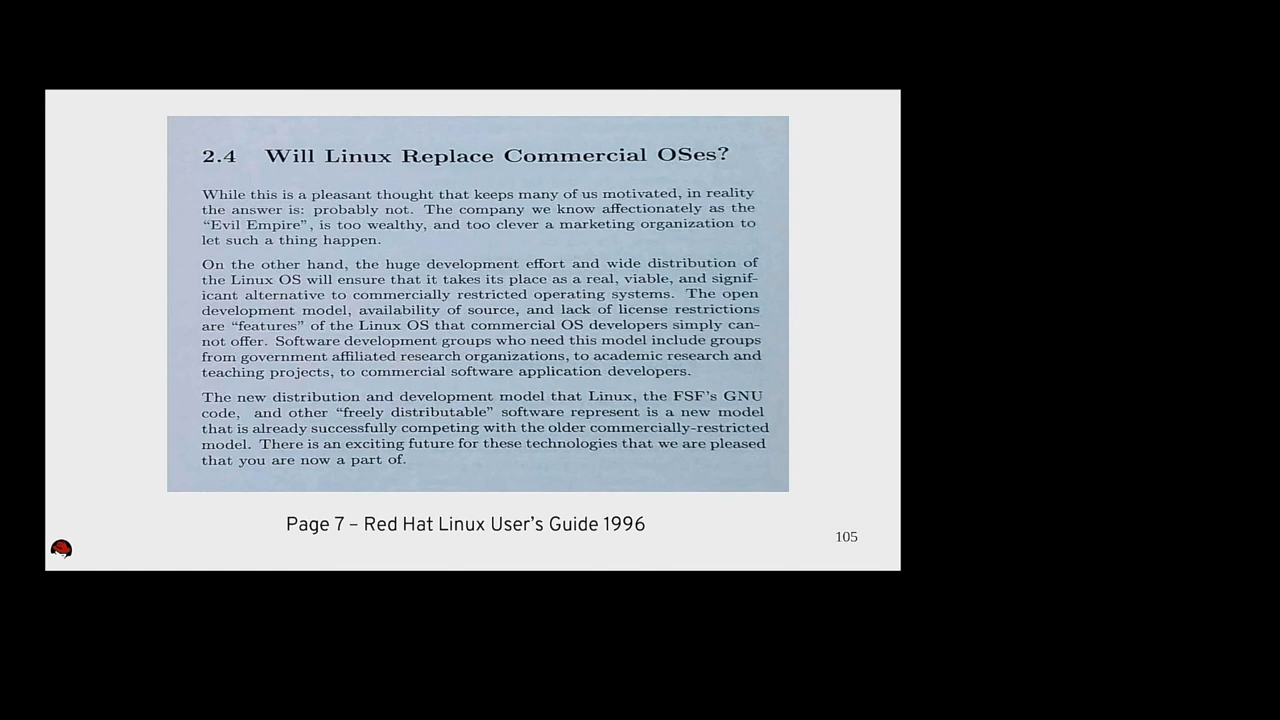 2.4 Will Linux Replace Commercial OSes?
While this is a pleasant thought that keeps many of us motivated, in reality
the answer is: probably not. The company we know affectionately as the
“Evil Empire”, is too wealthy, and too clever a marketing organization to
let such a thing happen.
On the other hand, the huge development effort and wide distribution of
the Linux OS will ensure that it takes its place as a real, viable, and signif-
icant alternative to commercially restricted operating systems. The open
development model, availability of source, and lack of license restrictions
are “features” of the Linux OS that commercial OS developers simply can-
not offer. Software development groups who need this model include groups
from government affiliated research organizations, to academic research and
teaching projects, to commercial software application developers.
The new distribution and development model that Linux, the FSF’s GNU
code, and other “freely distributable” software represent is a new model
that is already successfully competing with the older commercially-restricted
model. There is an exciting future for these technologies that we are pleased
that you are now a part of.
Page 7 – Red Hat Linux User’s Guide 1996
105